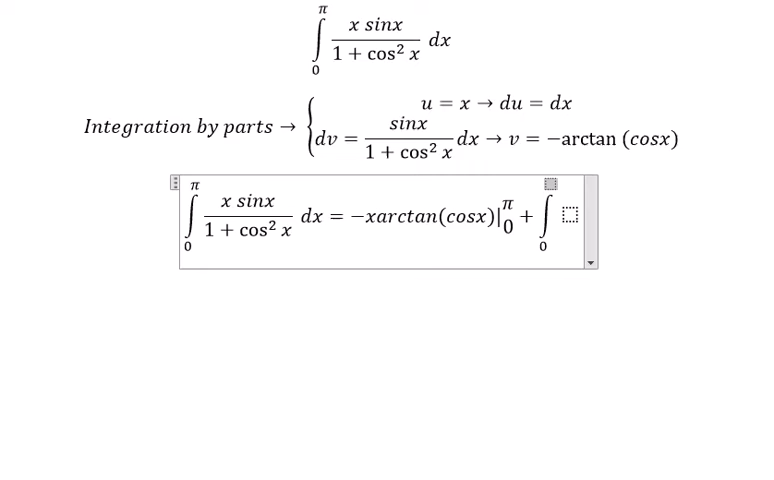 ∫₀^π (x sinx)/(1 + cos² x) dx
Integration by parts → { u = x → du = dx
dv = sinx/(1 + cos² x) dx → v = −arctan (cosx)
∫₀^π (x sinx)/(1 + cos² x) dx = −xarctan(cosx)|₀^π + ∫₀